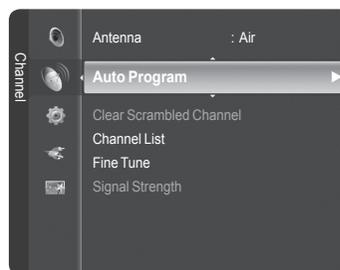 Channel
Antenna : Air
Auto Program
Clear Scrambled Channel
Channel List
Fine Tune
Signal Strength